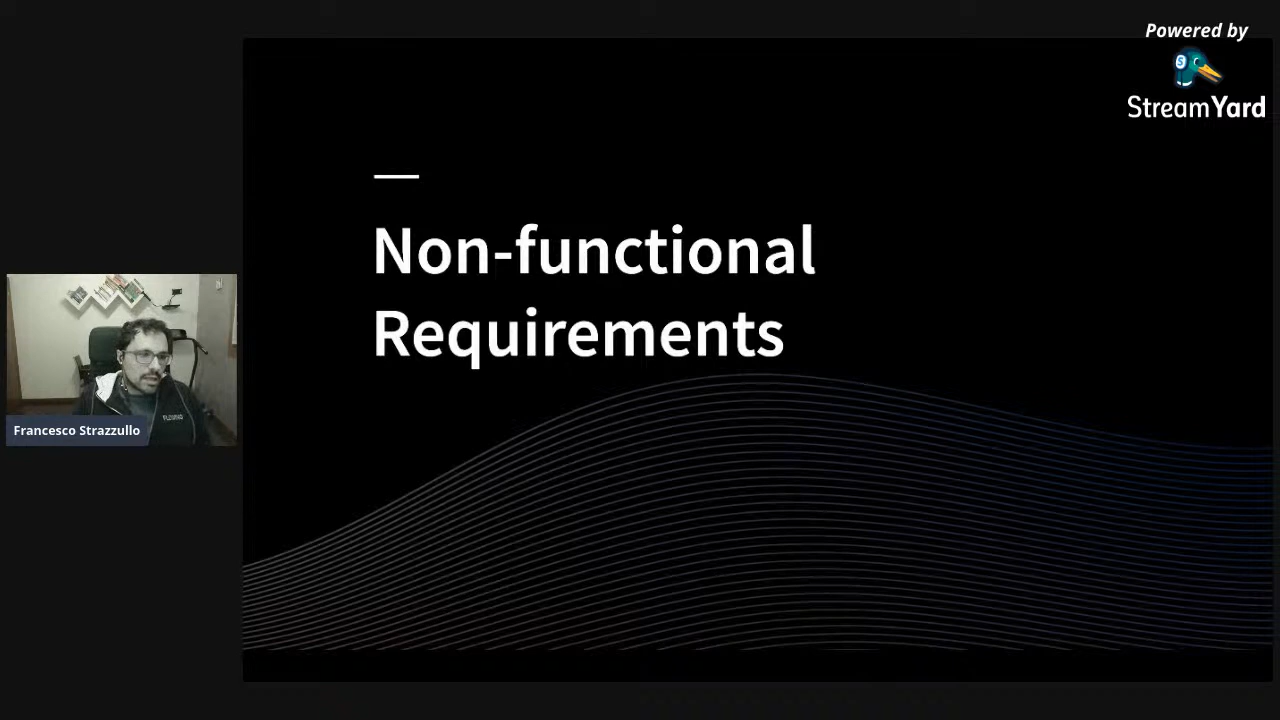 Powered by
StreamYard
Non-functional
Requirements
Francesco Strazzullo